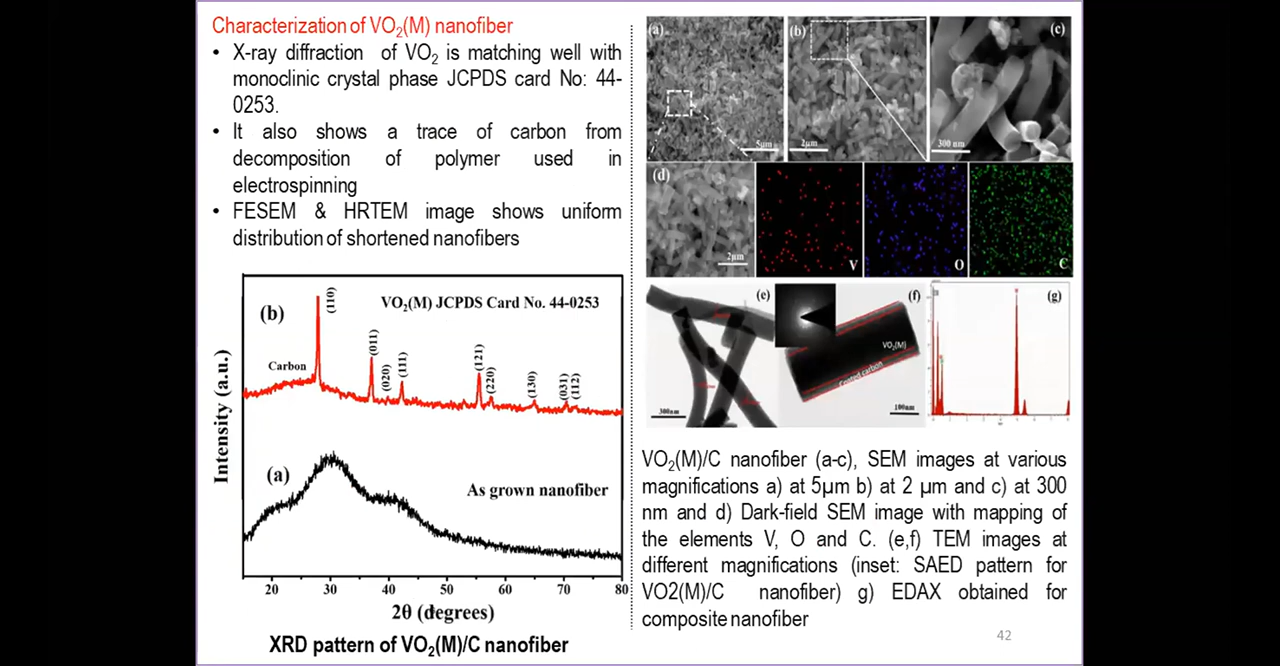 Characterization of VO₂(M) nanofiber
• X-ray diffraction of VO₂ is matching well with
monoclinic crystal phase JCPDS card No: 44-
0253.
• It also shows a trace of carbon from
decomposition of polymer used in
electrospinning
• FESEM & HRTEM image shows uniform
distribution of shortened nanofibers
(b)
VO₂(M) JCPDS Card No. 44-0253
Carbon
(110)
(011)
(020)
(111)
(121)
(220)
(130)
(031)
(112)
(a)
As grown nanofiber
Intensity (a.u.)
20 30 40 50 60 70 80
2θ (degrees)
XRD pattern of VO₂(M)/C nanofiber
(a)
5μm
(b)
2μm
(c)
300 nm
(d)
2μm
V
O
C
(e)
300nm
(f)
VO₂(M)
Coated carbon
100nm
(g)
VO₂(M)/C nanofiber (a-c), SEM images at various
magnifications a) at 5μm b) at 2 μm and c) at 300
nm and d) Dark-field SEM image with mapping of
the elements V, O and C. (e,f) TEM images at
different magnifications (inset: SAED pattern for
VO2(M)/C nanofiber) g) EDAX obtained for
composite nanofiber
42